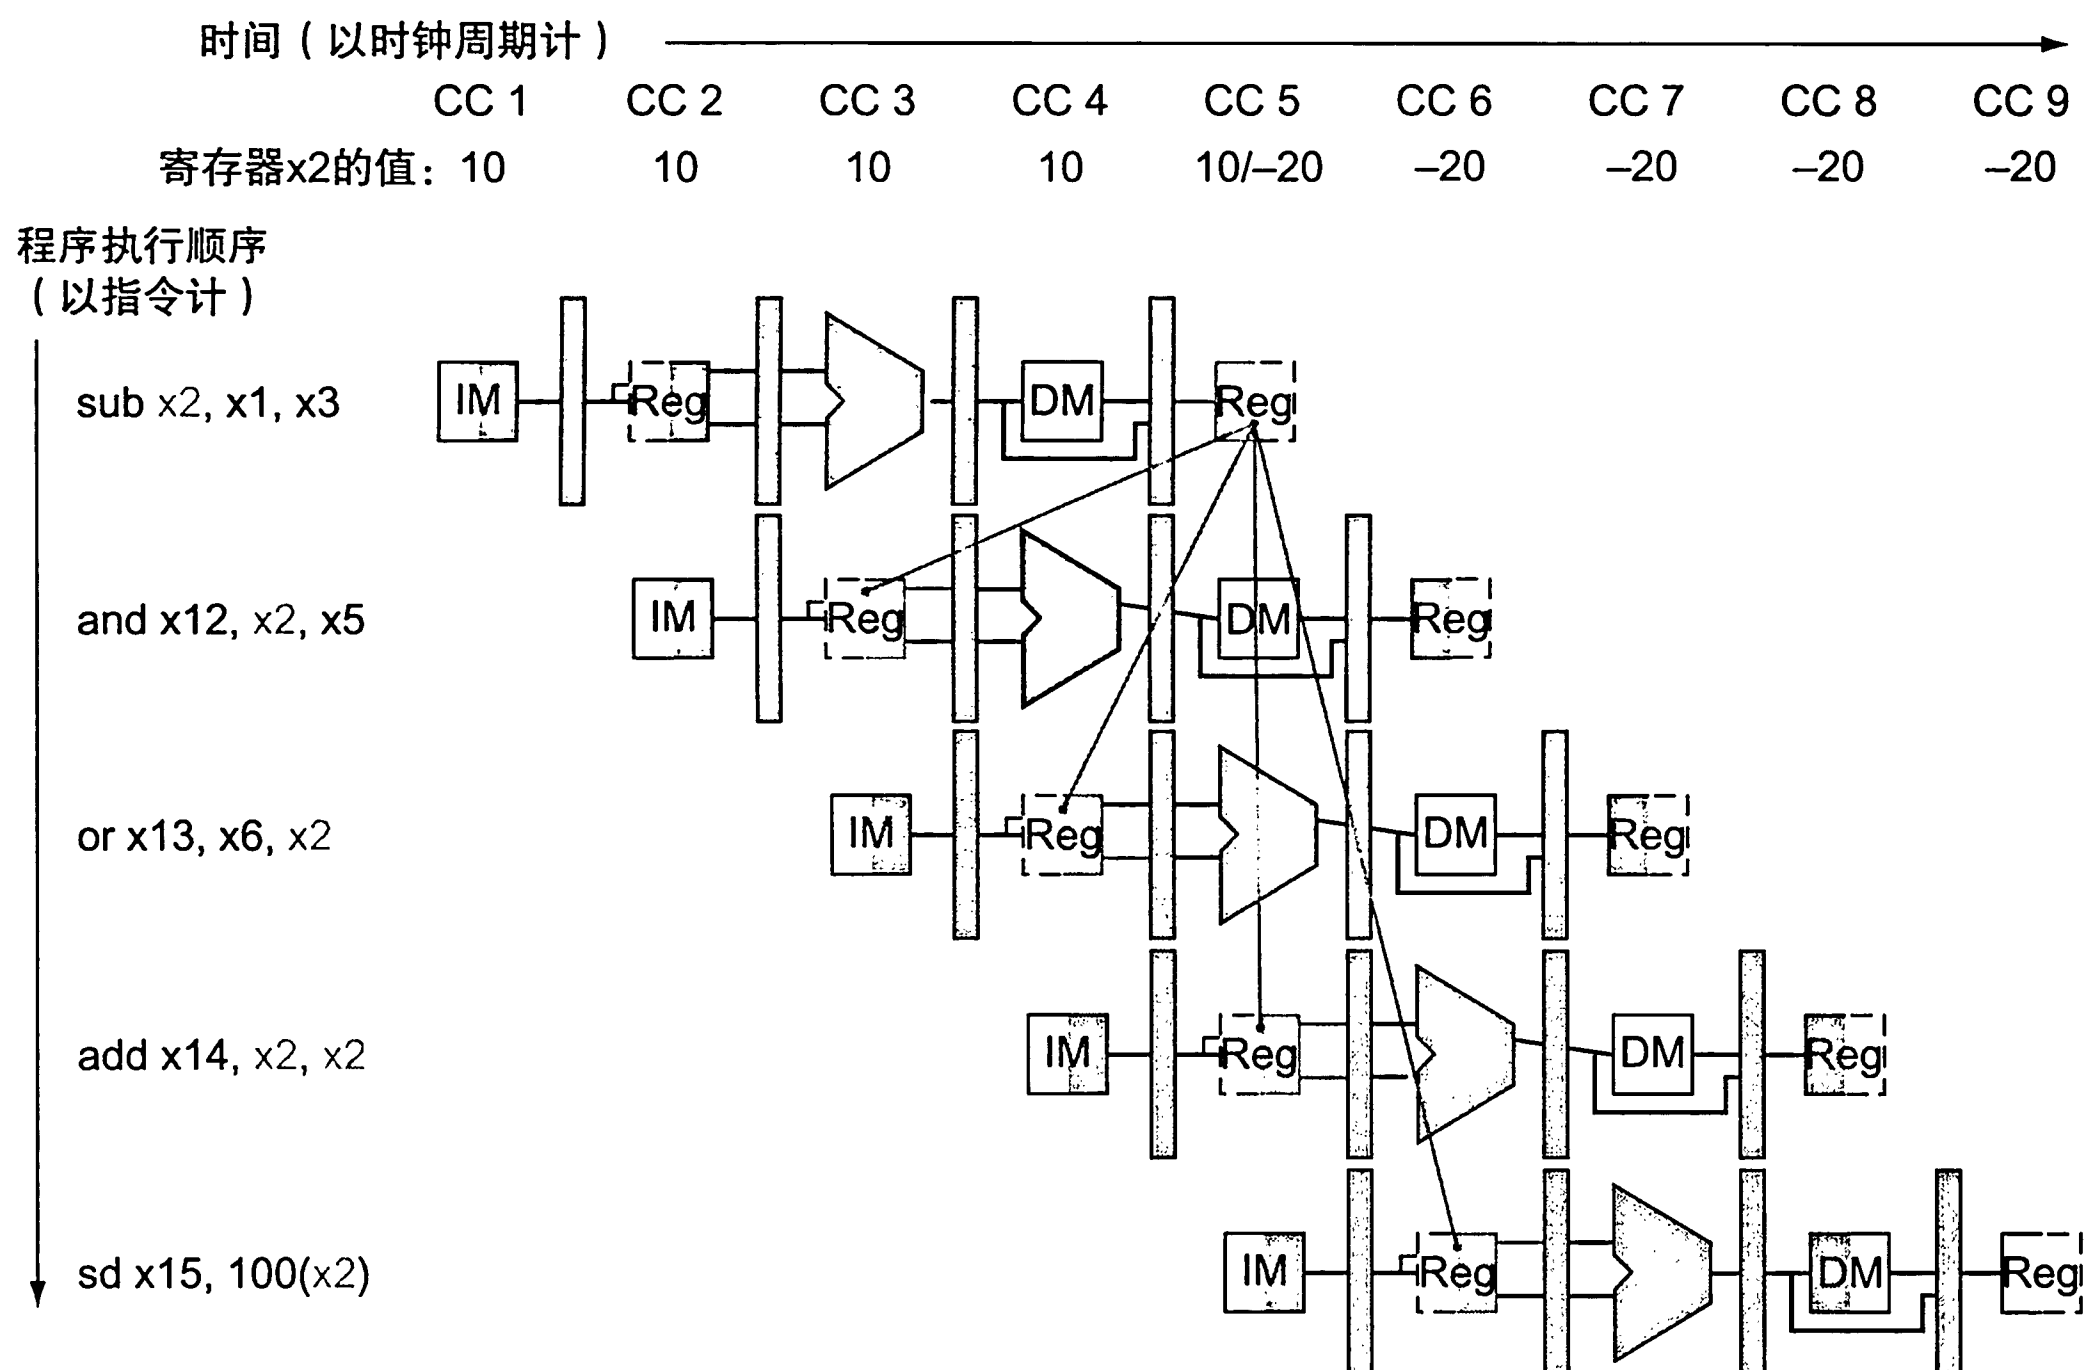 时间（以时钟周期计）
CC 1 CC 2 CC 3 CC 4 CC 5 CC 6 CC 7 CC 8 CC 9
寄存器x2的值：10 10 10 10 10/–20 –20 –20 –20 –20
程序执行顺序
（以指令计）
sub x2, x1, x3 IM Reg DM Reg
and x12, x2, x5 IM Reg DM Reg
or x13, x6, x2 IM Reg DM Reg
add x14, x2, x2 IM Reg DM Reg
sd x15, 100(x2) IM Reg DM Reg